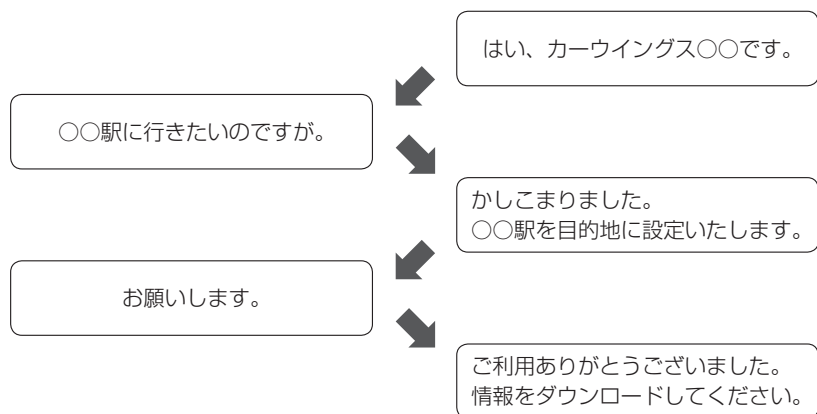 はい、カーウイングス○○です。
○○駅に行きたいのですが。
かしこまりました。
○○駅を目的地に設定いたします。
お願いします。
ご利用ありがとうございました。
情報をダウンロードしてください。